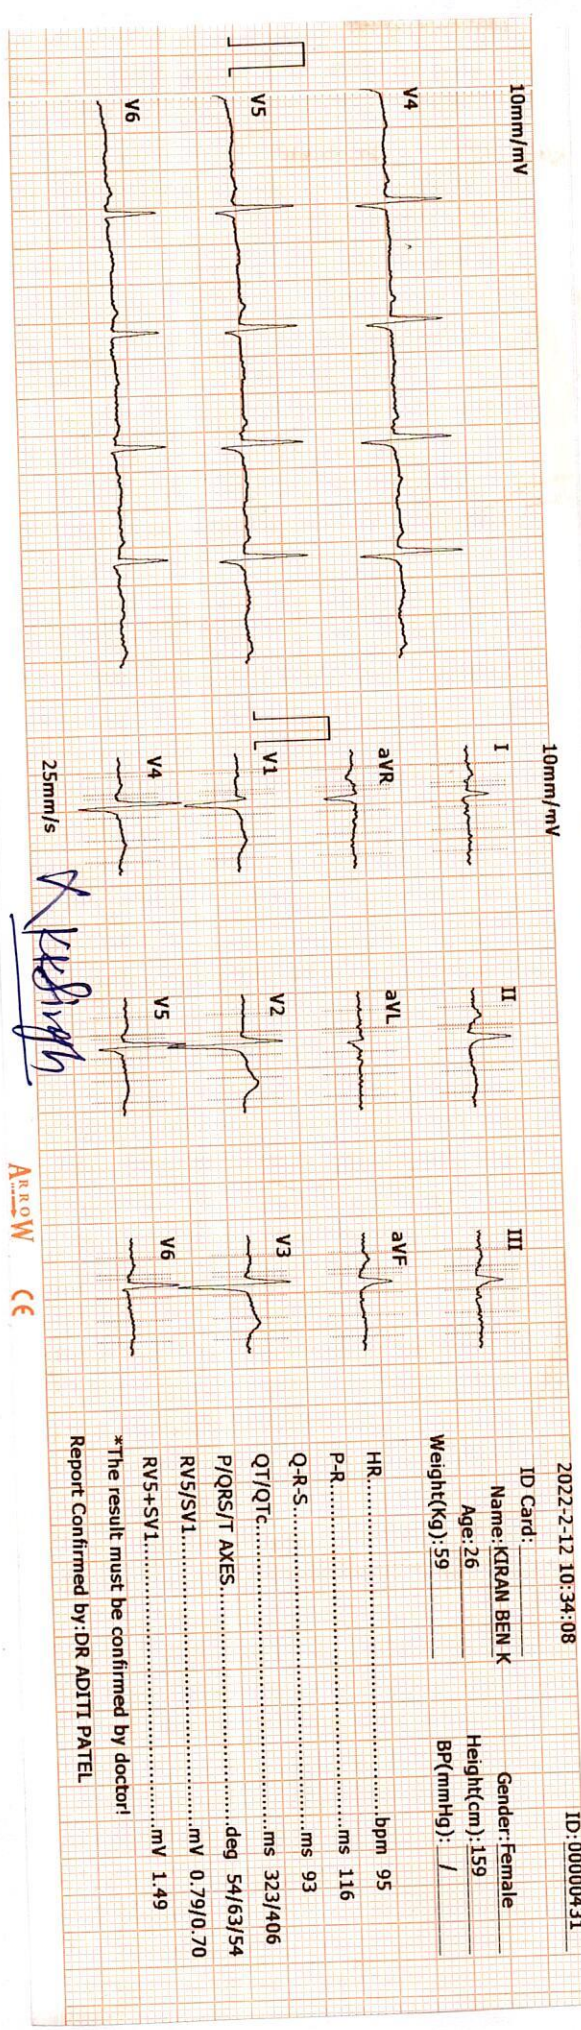 10mm/mV
V4
V5
V6
10mm/mV
I
II
III
aVR
aVL
aVF
V1
V2
V3
V4
V5
V6
25mm/s
KKSingh
ARROW CE
2022-2-12 10:34:08 ID:00000431
ID Card:
Name:KIRAN BEN K Gender:Female
Age:26 Height(cm):159
Weight(Kg):59 BP(mmHg): /
HR..........................................bpm 95
P-R..........................................ms 116
Q-R-S..........................................ms 93
QT/QTc..........................................ms 323/406
P/QRS/T AXES..........................................deg 54/63/54
RV5/SV1..........................................mV 0.79/0.70
RV5+SV1..........................................mV 1.49
*The result must be confirmed by doctor!
Report Confirmed by:DR ADITI PATEL